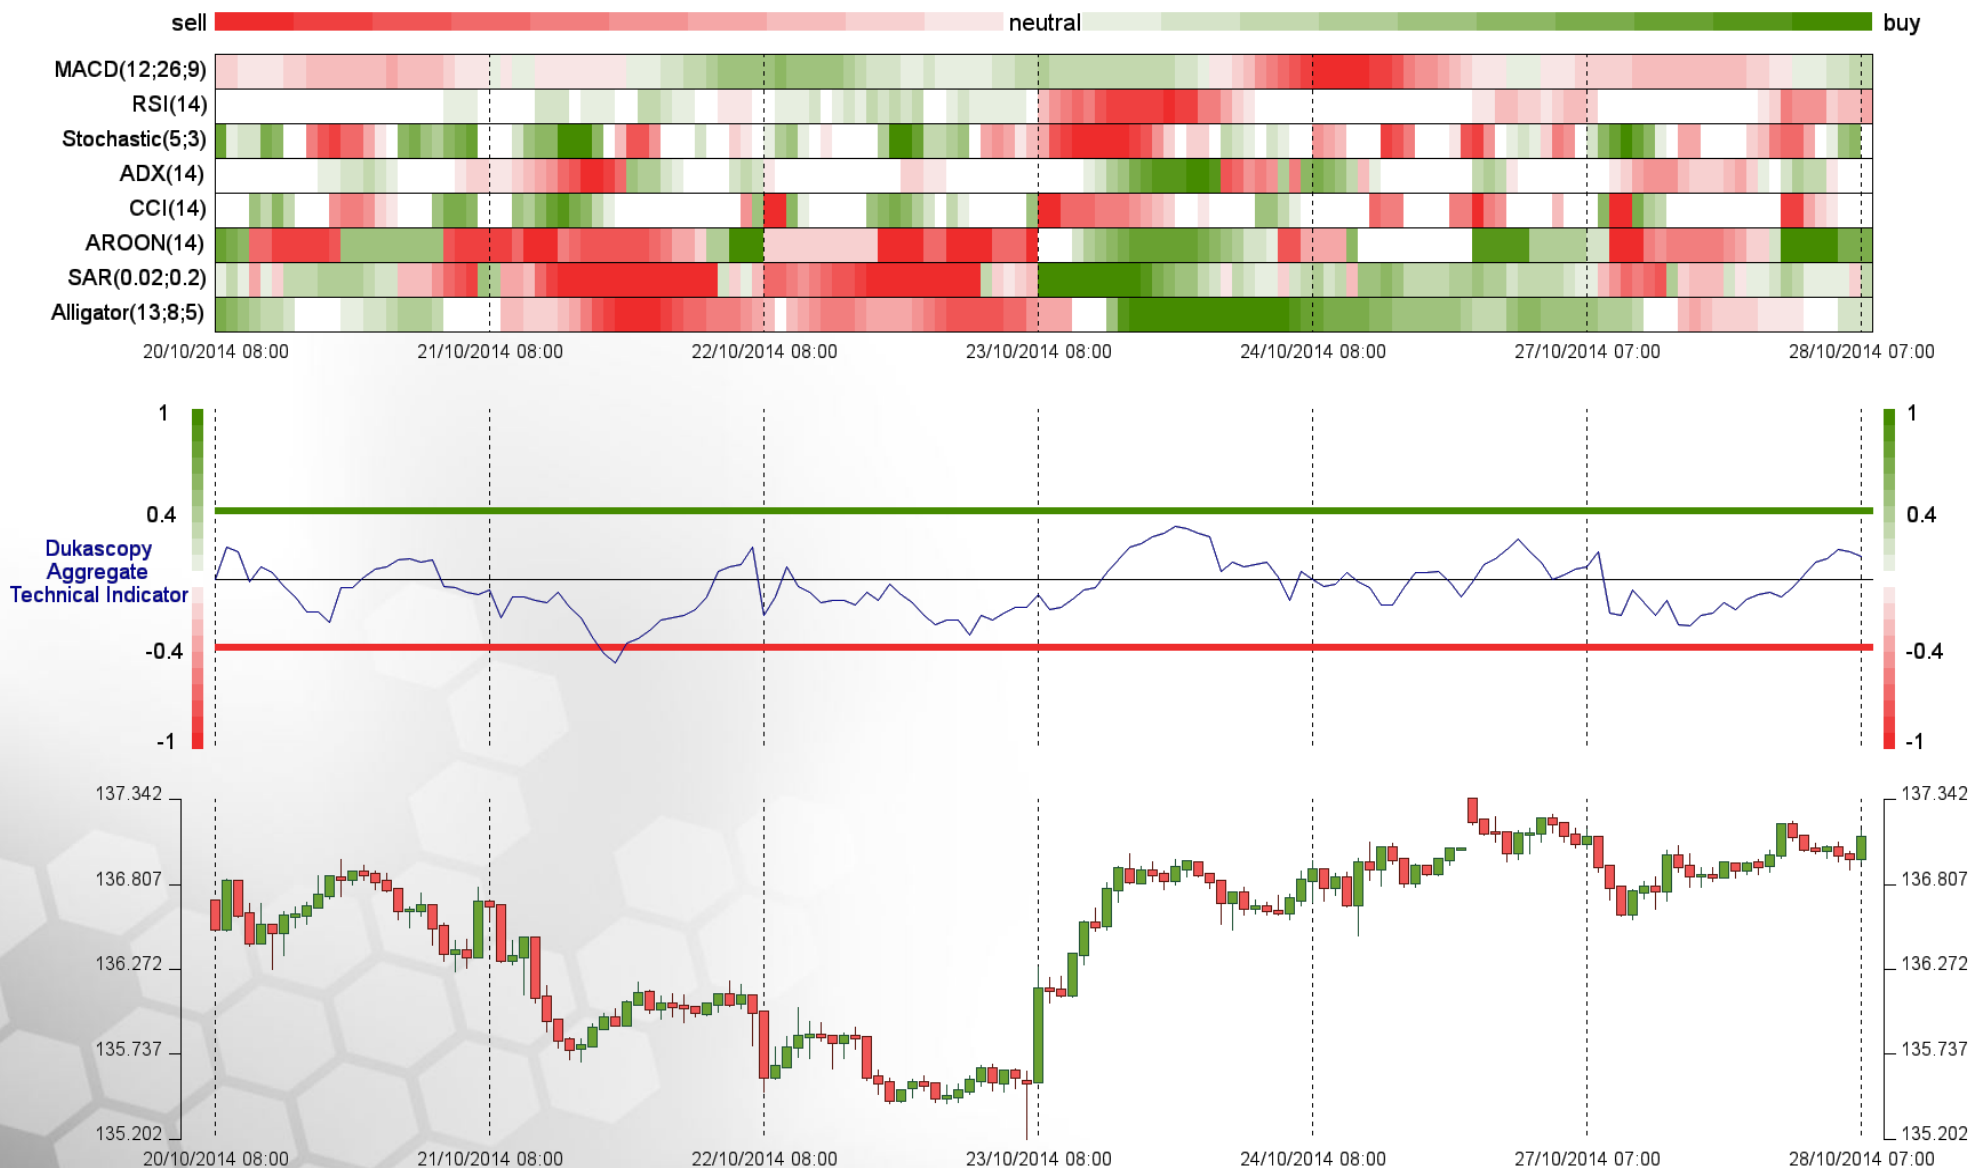 sell neutral buy
MACD(12;26;9)
RSI(14)
Stochastic(5;3)
ADX(14)
CCI(14)
AROON(14)
SAR(0.02;0.2)
Alligator(13;8;5)
20/10/2014 08:00 21/10/2014 08:00 22/10/2014 08:00 23/10/2014 08:00 24/10/2014 08:00 27/10/2014 07:00 28/10/2014 07:00
1 1
0.4 0.4
Dukascopy
Aggregate
Technical Indicator
-0.4 -0.4
-1 -1
137.342 137.342
136.807 136.807
136.272 136.272
135.737 135.737
135.202 135.202
20/10/2014 08:00 21/10/2014 08:00 22/10/2014 08:00 23/10/2014 08:00 24/10/2014 08:00 27/10/2014 07:00 28/10/2014 07:00